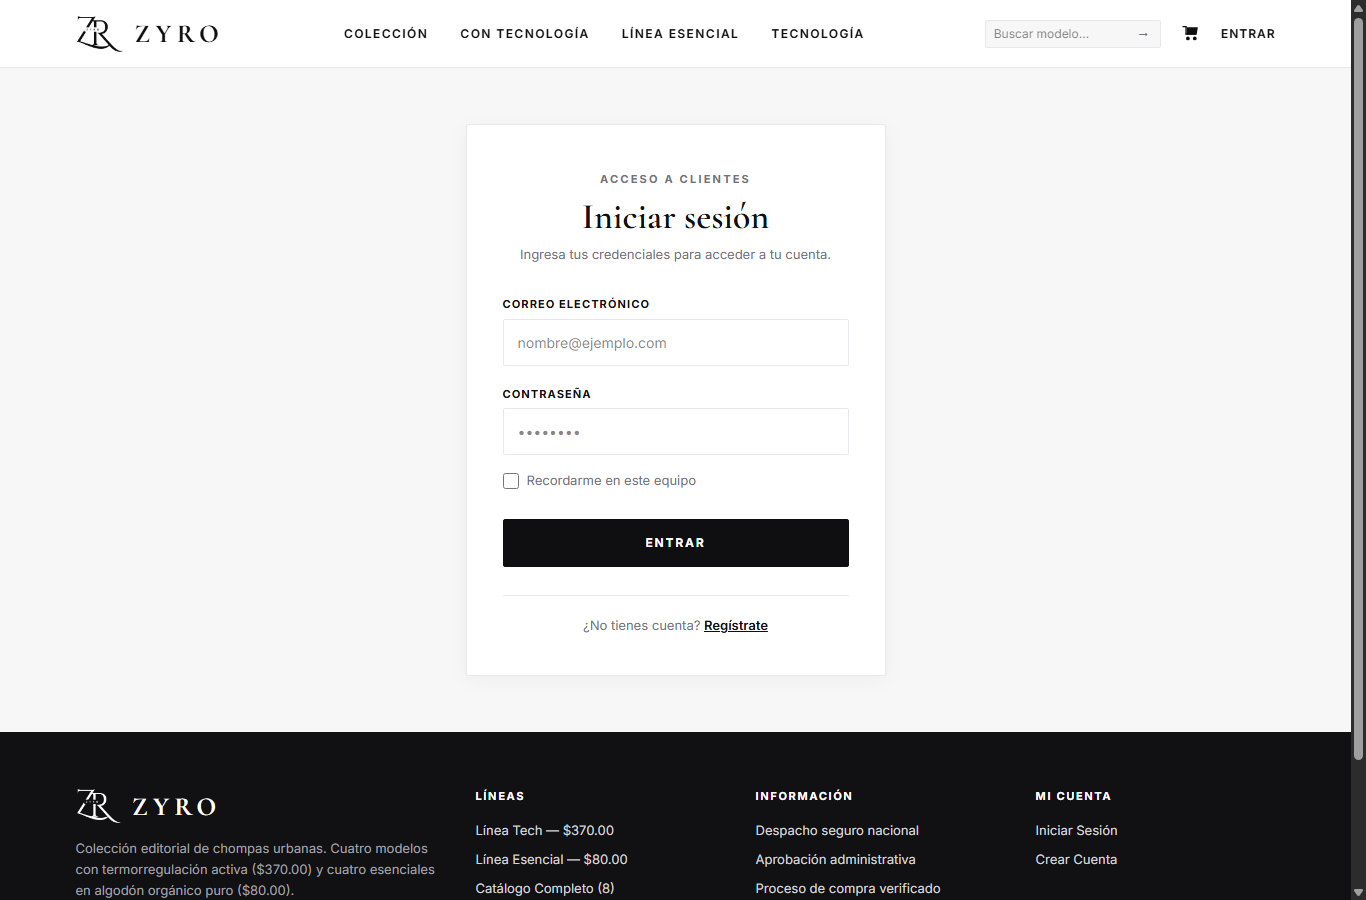 ZR ZYRO
COLECCIÓN
CON TECNOLOGÍA
LÍNEA ESENCIAL
TECNOLOGÍA
Buscar modelo... →
ENTRAR
ACCESO A CLIENTES
Iniciar sesión
Ingresa tus credenciales para acceder a tu cuenta.
CORREO ELECTRÓNICO
nombre@ejemplo.com
CONTRASEÑA
••••••••
Recordarme en este equipo
ENTRAR
¿No tienes cuenta? Regístrate
ZR ZYRO
Colección editorial de chompas urbanas. Cuatro modelos
con termorregulación activa ($370.00) y cuatro esenciales
en algodón orgánico puro ($80.00).
LÍNEAS
Línea Tech — $370.00
Línea Esencial — $80.00
Catálogo Completo (8)
INFORMACIÓN
Despacho seguro nacional
Aprobación administrativa
Proceso de compra verificado
MI CUENTA
Iniciar Sesión
Crear Cuenta